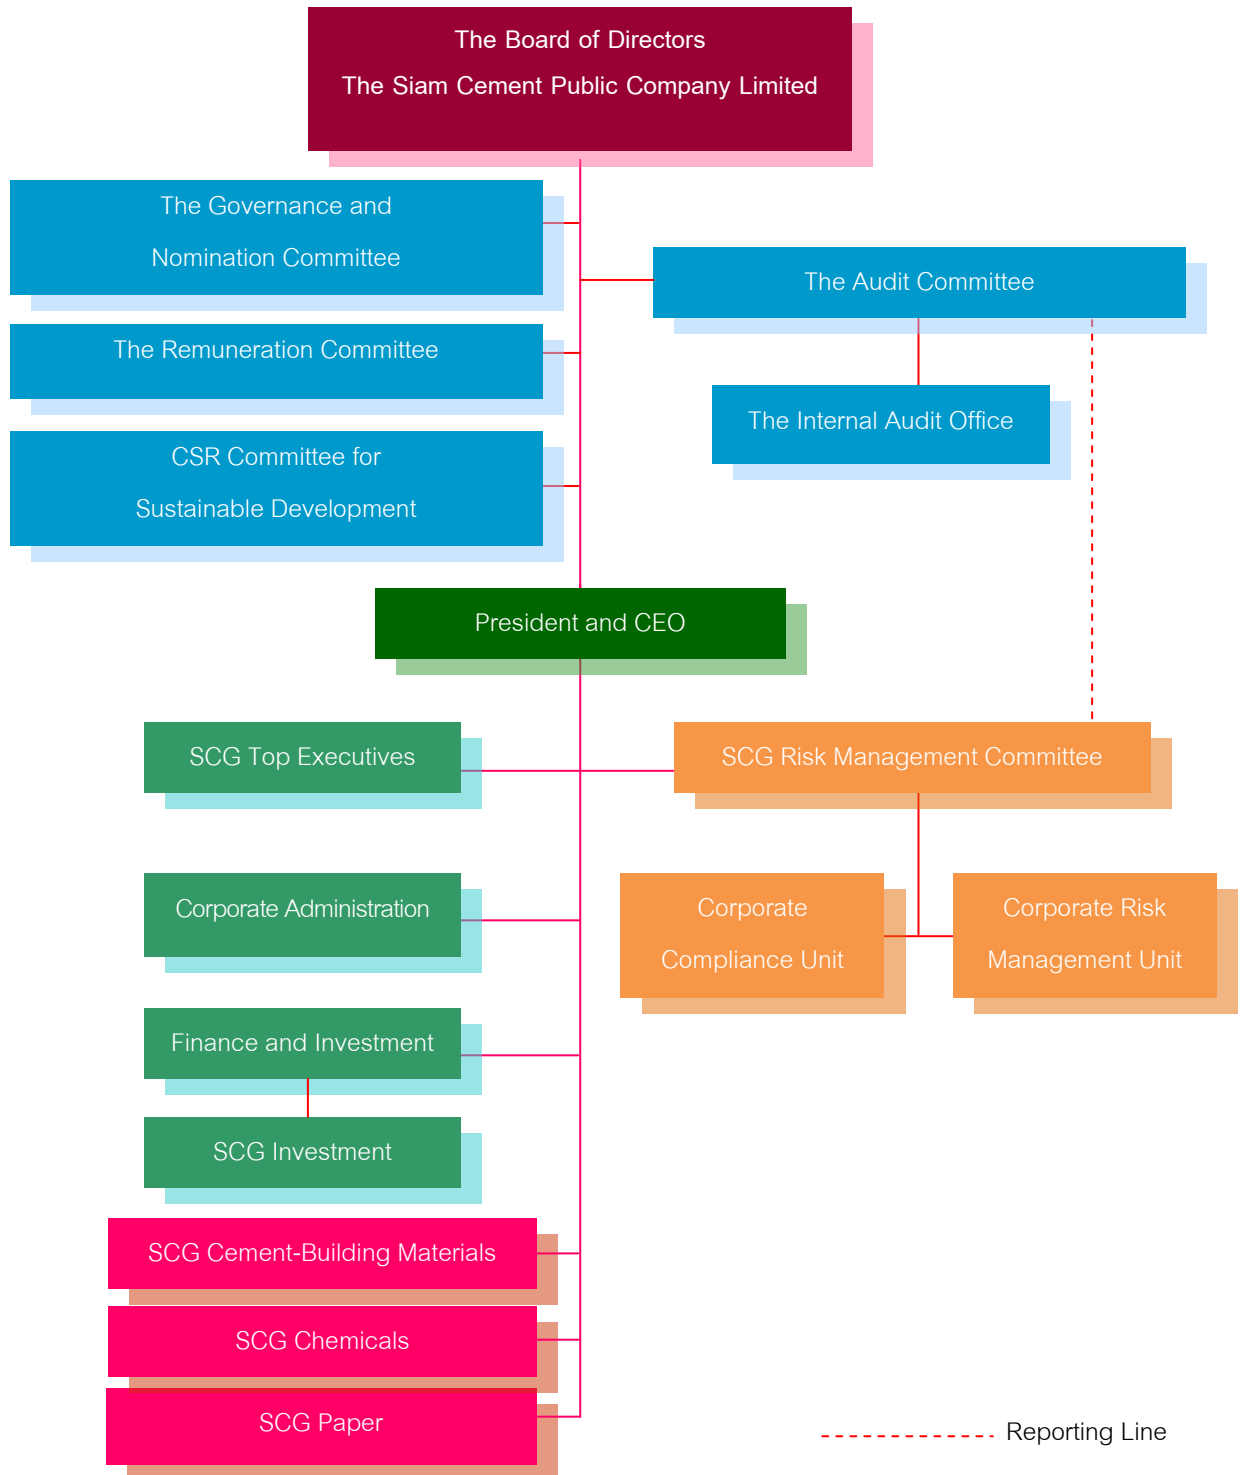 The Board of Directors
The Siam Cement Public Company Limited
The Governance and
Nomination Committee
The Audit Committee
The Remuneration Committee
The Internal Audit Office
CSR Committee for
Sustainable Development
President and CEO
SCG Top Executives
SCG Risk Management Committee
Corporate Administration
Corporate
Compliance Unit
Corporate Risk
Management Unit
Finance and Investment
SCG Investment
SCG Cement-Building Materials
SCG Chemicals
SCG Paper
Reporting Line